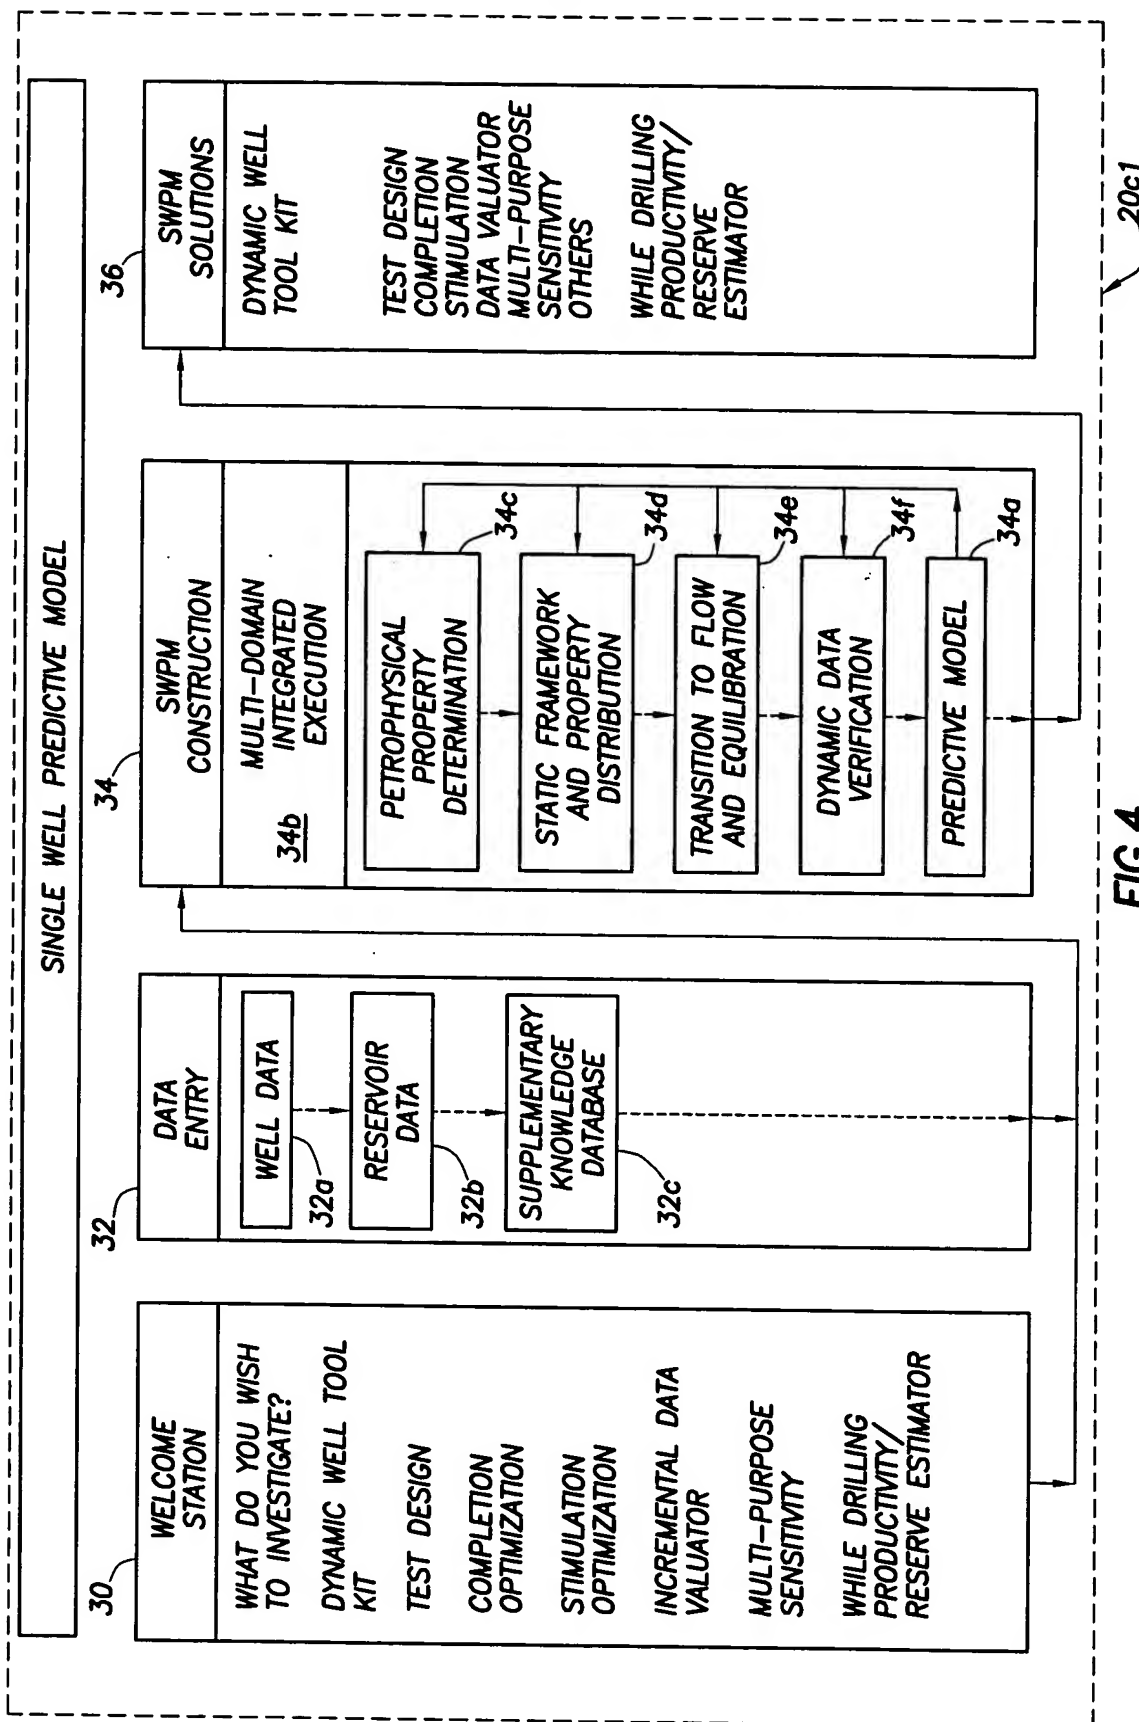 SINGLE WELL PREDICTIVE MODEL
30
WELCOME
STATION
WHAT DO YOU WISH
TO INVESTIGATE?
DYNAMIC WELL TOOL
KIT
TEST DESIGN
COMPLETION
OPTIMIZATION
STIMULATION
OPTIMIZATION
INCREMENTAL DATA
VALUATOR
MULTI-PURPOSE
SENSITIVITY
WHILE DRILLING
PRODUCTIVITY/
RESERVE ESTIMATOR
32
DATA
ENTRY
WELL DATA
32a
RESERVOIR
DATA
32b
SUPPLEMENTARY
KNOWLEDGE
DATABASE
32c
34
SWPM
CONSTRUCTION
MULTI-DOMAIN
INTEGRATED
EXECUTION
34b
PETROPHYSICAL
PROPERTY
DETERMINATION
34c
STATIC FRAMEWORK
AND PROPERTY
DISTRIBUTION
34d
TRANSITION TO FLOW
AND EQUILIBRATION
34e
DYNAMIC DATA
VERIFICATION
34f
PREDICTIVE MODEL
34a
36
SWPM
SOLUTIONS
DYNAMIC WELL
TOOL KIT
TEST DESIGN
COMPLETION
STIMULATION
DATA VALUATOR
MULTI-PURPOSE
SENSITIVITY
OTHERS
WHILE DRILLING
PRODUCTIVITY/
RESERVE
ESTIMATOR
20c1
FIG.4